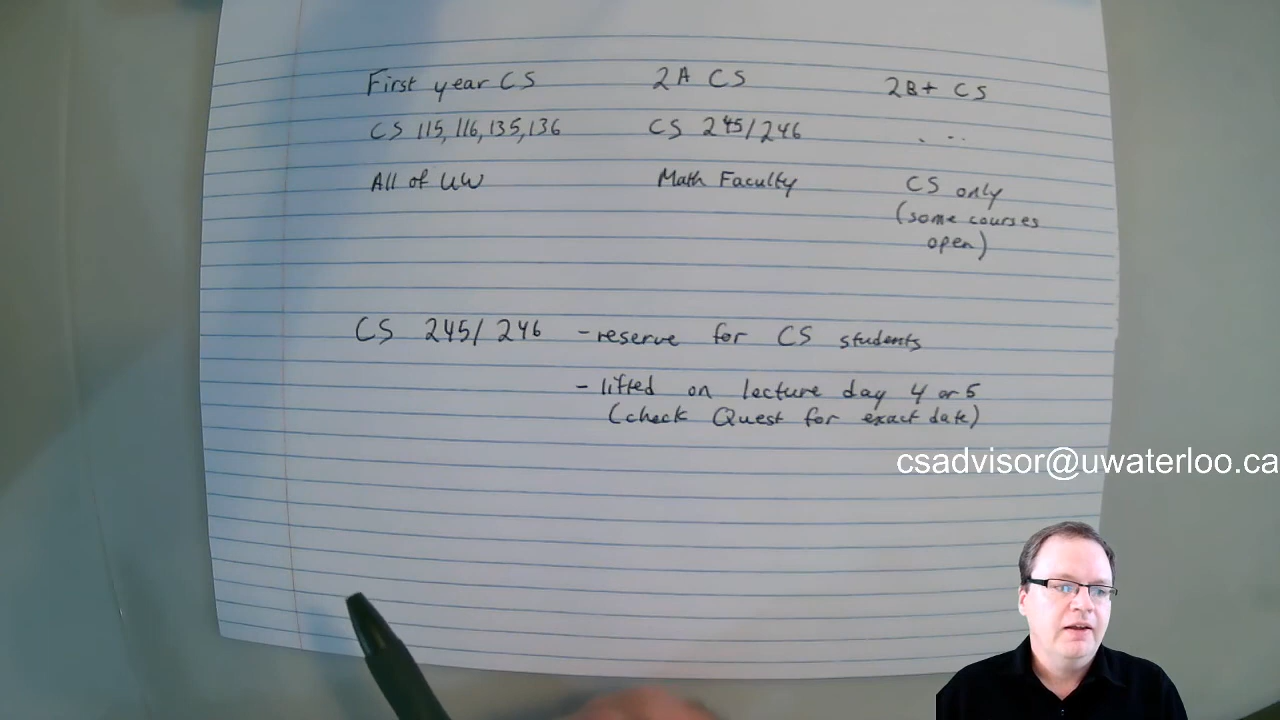 First year CS 2A CS 2B+ CS
CS 115, 116, 135, 136 CS 245/246 . . .
All of UW Math Faculty CS only
(some courses
open)
CS 245/246 - reserve for CS students
- lifted on lecture day 4 or 5
(check Quest for exact date)
csadvisor@uwaterloo.ca